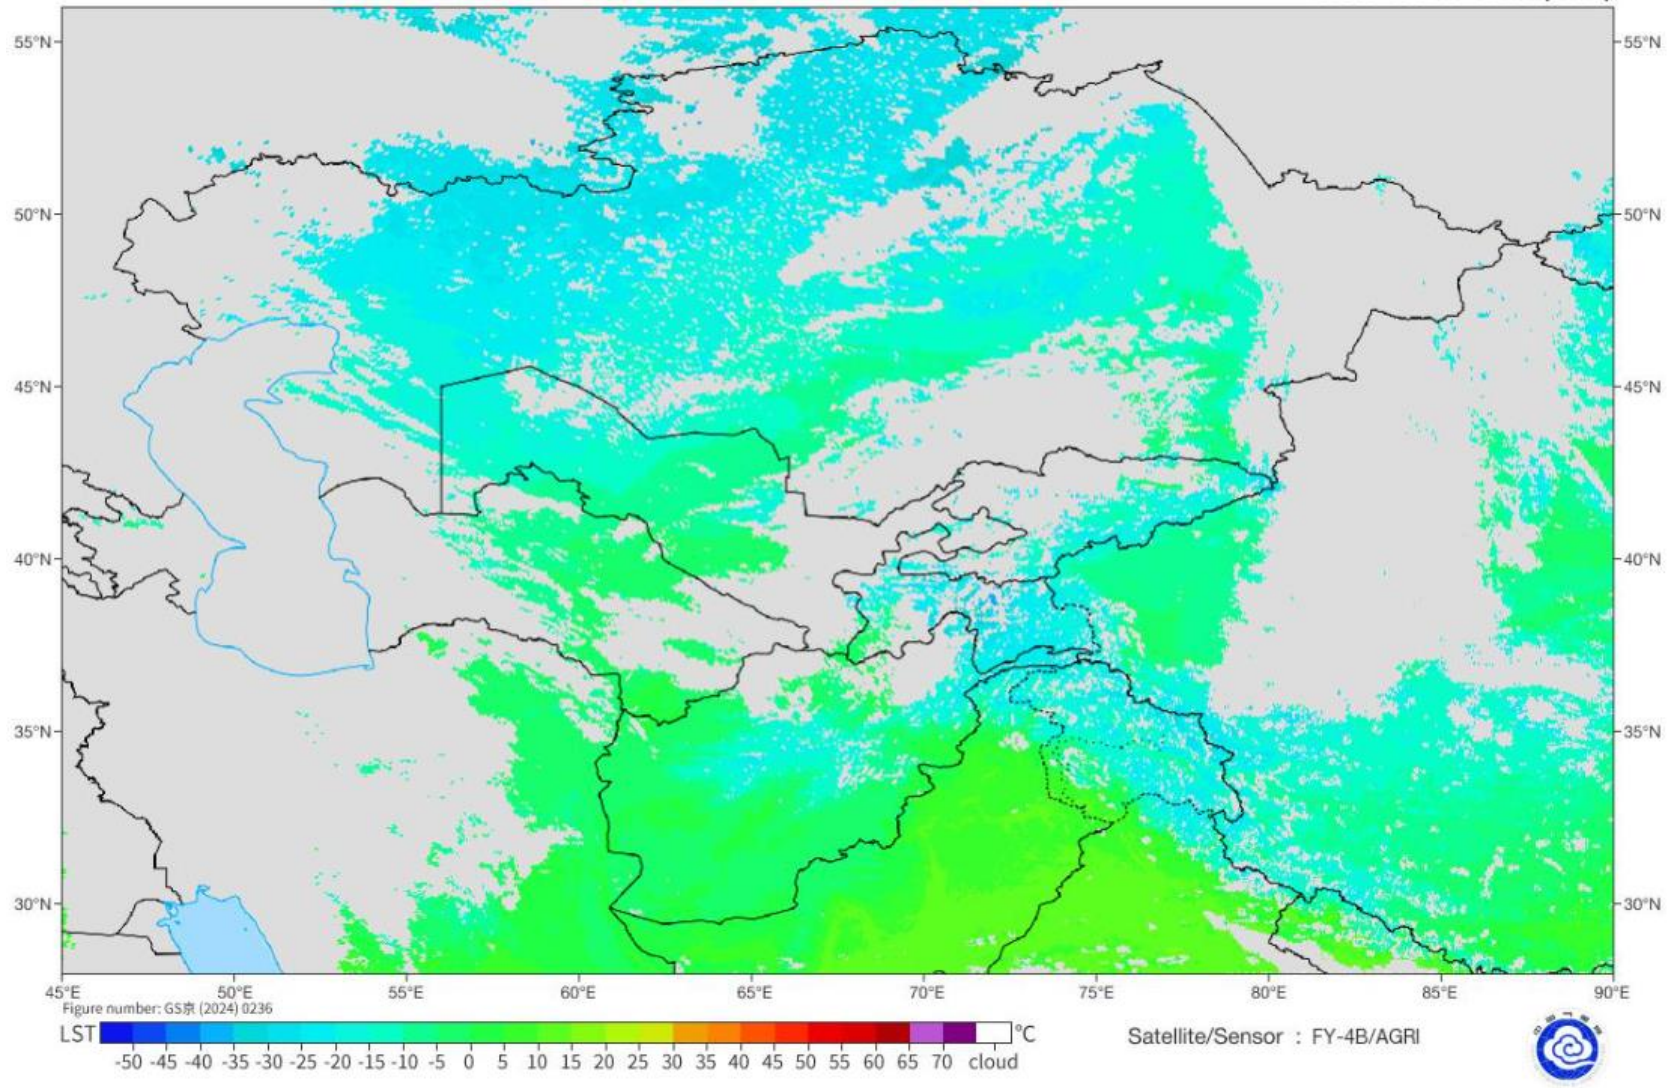 55°N 55°N
50°N 50°N
45°N 45°N
40°N 40°N
35°N 35°N
30°N 30°N
45°E 50°E 55°E 60°E 65°E 70°E 75°E 80°E 85°E 90°E
Figure number: GS京 (2024) 0236
LST °C
-50 -45 -40 -35 -30 -25 -20 -15 -10 -5 0 5 10 15 20 25 30 35 40 45 50 55 60 65 70 cloud
Satellite/Sensor : FY-4B/AGRI